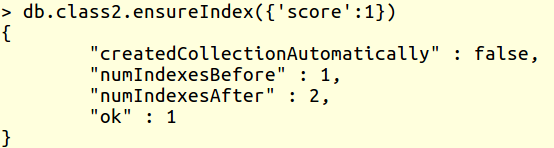 > db.class2.ensureIndex({'score':1})
{
        "createdCollectionAutomatically" : false,
        "numIndexesBefore" : 1,
        "numIndexesAfter" : 2,
        "ok" : 1
}